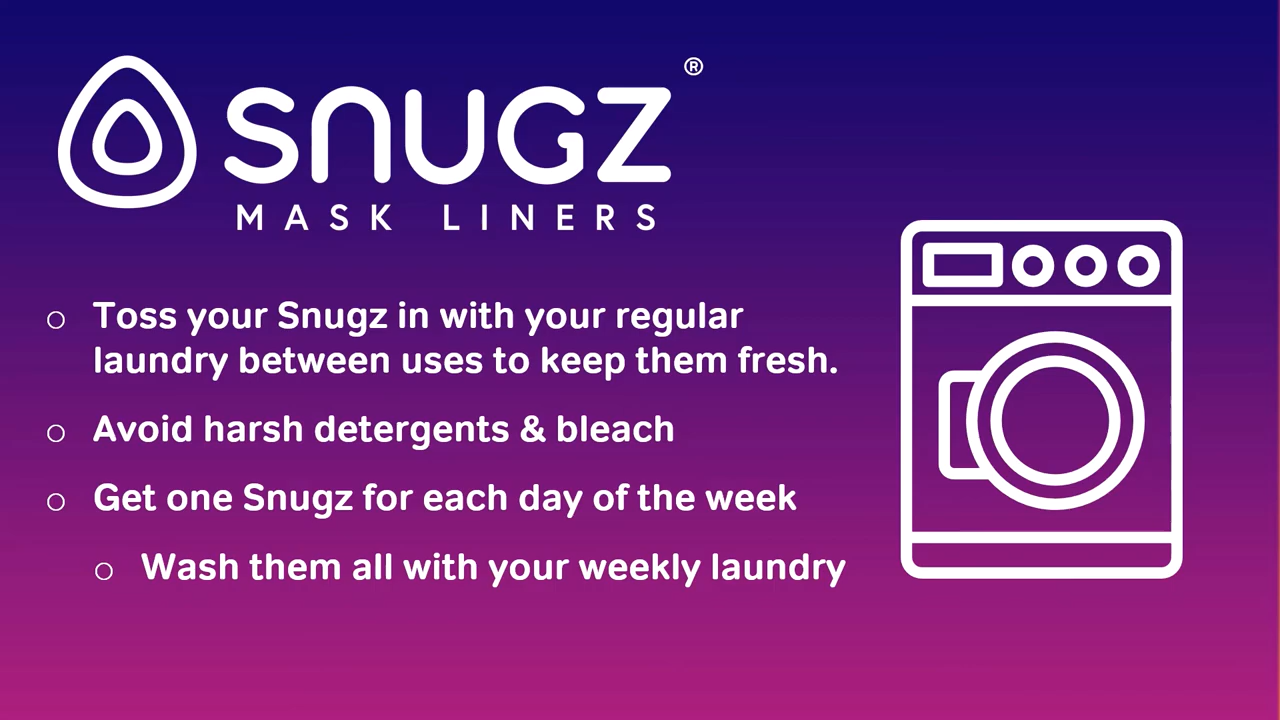 SNUGZ®
MASK LINERS
○ Toss your Snugz in with your regular
laundry between uses to keep them fresh.
○ Avoid harsh detergents & bleach
○ Get one Snugz for each day of the week
○ Wash them all with your weekly laundry